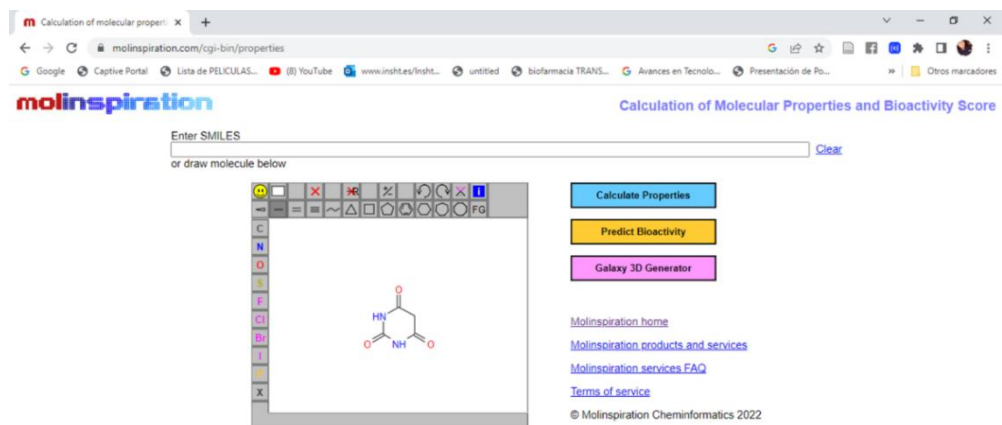 Calculation of molecular propert
molinspiration.com/cgi-bin/properties
Google Captive Portal Lista de PELICULAS... (8) YouTube www.insht.es/Insht... untitled biofarmacia TRANS... Avances en Tecnolo... Presentación de Po... » Otros marcadores
molinspiration Calculation of Molecular Properties and Bioactivity Score
Enter SMILES
Clear
or draw molecule below
FG
C
N
O
S
F
Cl
Br
I
P
X
O
HN
O NH O
Calculate Properties
Predict Bioactivity
Galaxy 3D Generator
Molinspiration home
Molinspiration products and services
Molinspiration services FAQ
Terms of service
© Molinspiration Cheminformatics 2022